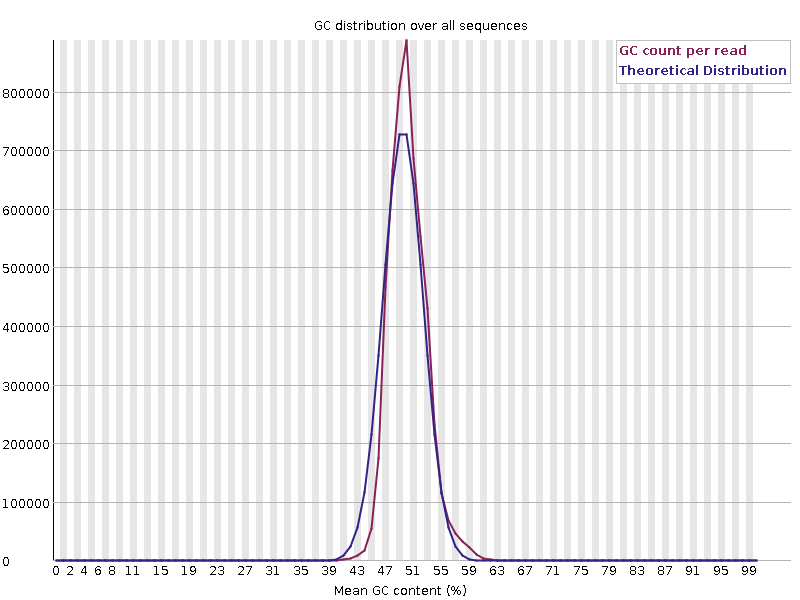 GC distribution over all sequences
GC count per read
Theoretical Distribution
800000
700000
600000
500000
400000
300000
200000
100000
0
0 2 4 6 8 11 15 19 23 27 31 35 39 43 47 51 55 59 63 67 71 75 79 83 87 91 95 99
Mean GC content (%)